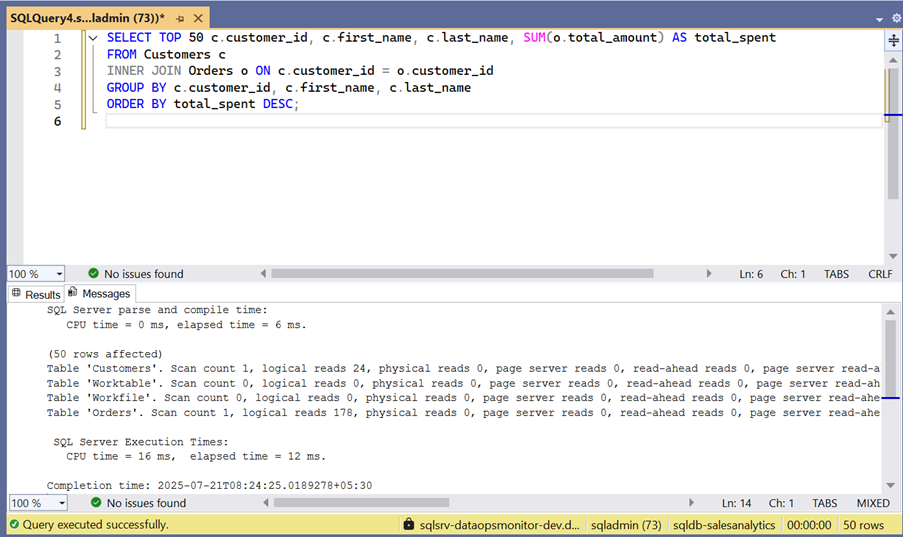 SQLQuery4.s...ladmin (73))*
1 SELECT TOP 50 c.customer_id, c.first_name, c.last_name, SUM(o.total_amount) AS total_spent
2 FROM Customers c
3 INNER JOIN Orders o ON c.customer_id = o.customer_id
4 GROUP BY c.customer_id, c.first_name, c.last_name
5 ORDER BY total_spent DESC;
6
100 % No issues found Ln: 6 Ch: 1 TABS CRLF
Results Messages
SQL Server parse and compile time:
CPU time = 0 ms, elapsed time = 6 ms.
(50 rows affected)
Table 'Customers'. Scan count 1, logical reads 24, physical reads 0, page server reads 0, read-ahead reads 0, page server read-a
Table 'Worktable'. Scan count 0, logical reads 0, physical reads 0, page server reads 0, read-ahead reads 0, page server read-ah
Table 'Workfile'. Scan count 0, logical reads 0, physical reads 0, page server reads 0, read-ahead reads 0, page server read-ahe
Table 'Orders'. Scan count 1, logical reads 178, physical reads 0, page server reads 0, read-ahead reads 0, page server read-ahe
SQL Server Execution Times:
CPU time = 16 ms, elapsed time = 12 ms.
Completion time: 2025-07-21T08:24:25.0189278+05:30
100 % No issues found Ln: 14 Ch: 1 TABS MIXED
Query executed successfully. sqlsrv-dataopsmonitor-dev.d... sqladmin (73) sqldb-salesanalytics 00:00:00 50 rows